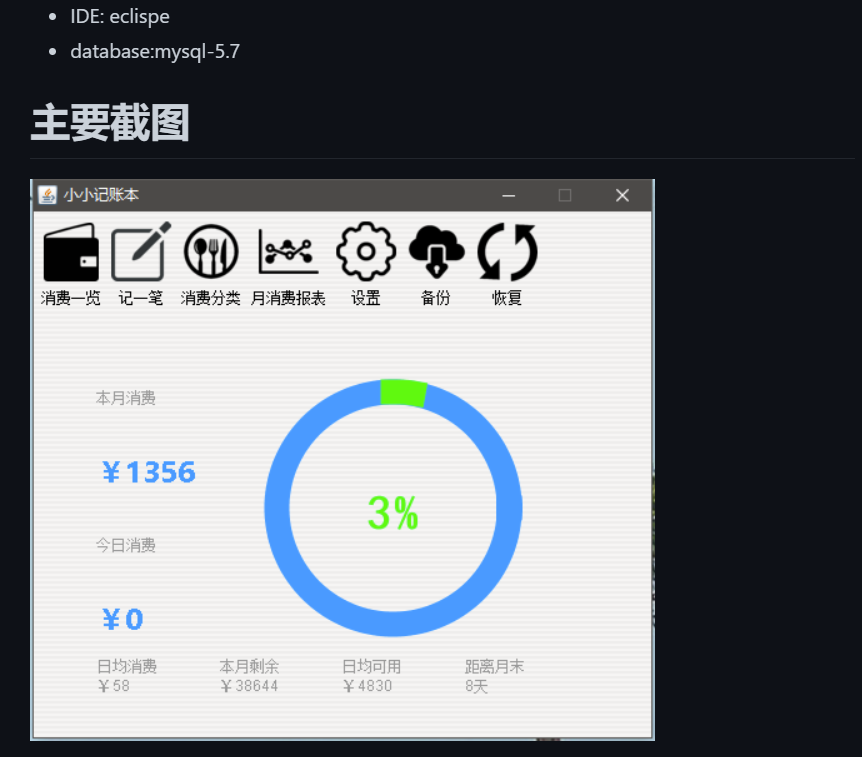 IDE: eclispe
database:mysql-5.7
主要截图
小小记账本
消费一览 记一笔 消费分类 月消费报表 设置 备份 恢复
本月消费
￥1356
3%
今日消费
￥0
日均消费 本月剩余 日均可用 距离月末
￥58 ￥38644 ￥4830 8天